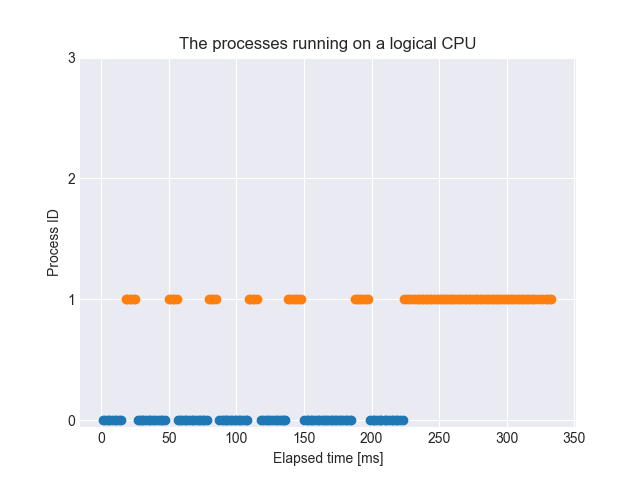 The processes running on a logical CPU
3
2
1
0
Process ID
0 50 100 150 200 250 300 350
Elapsed time [ms]